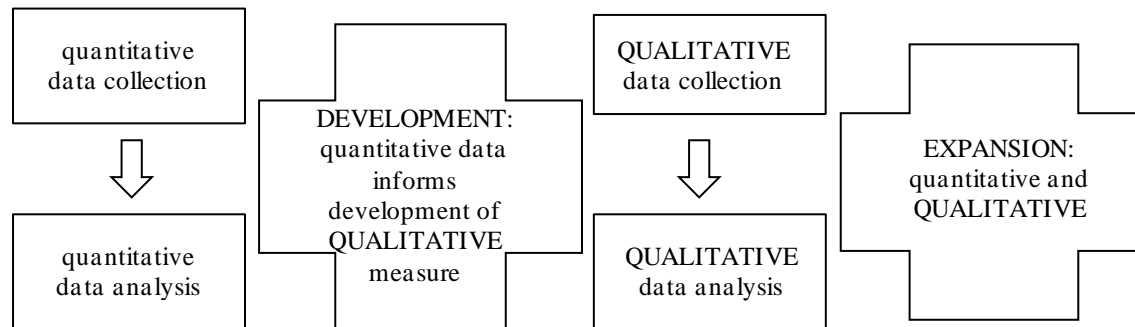 quantitative
data collection
quantitative
data analysis
DEVELOPMENT:
quantitative data
informs
development of
QUALITATIVE
measure
QUALITATIVE
data collection
QUALITATIVE
data analysis
EXPANSION:
quantitative and
QUALITATIVE